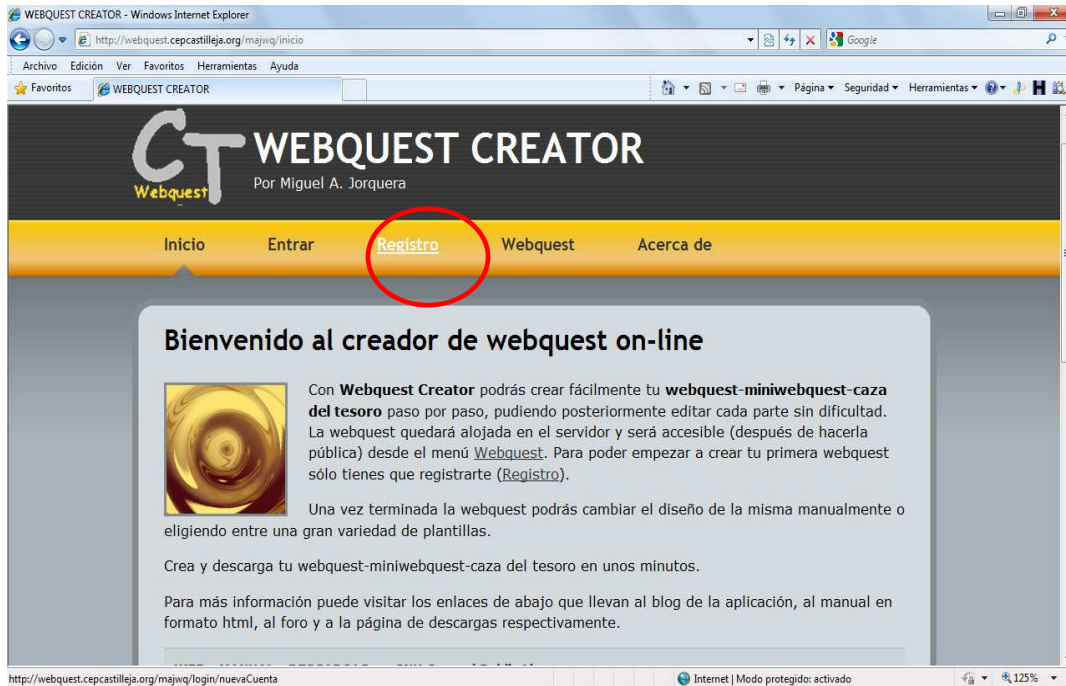 WEBQUEST CREATOR - Windows Internet Explorer
http://webquest.cepcastilleja.org/majwq/inicio
Google
Archivo Edición Ver Favoritos Herramientas Ayuda
Favoritos WEBQUEST CREATOR Página Seguridad Herramientas
CT
Webquest
WEBQUEST CREATOR
Por Miguel A. Jorquera
Inicio Entrar Registro Webquest Acerca de
Bienvenido al creador de webquest on-line
Con Webquest Creator podrás crear fácilmente tu webquest-miniwebquest-caza
del tesoro paso por paso, pudiendo posteriormente editar cada parte sin dificultad.
La webquest quedará alojada en el servidor y será accesible (después de hacerla
pública) desde el menú Webquest. Para poder empezar a crear tu primera webquest
sólo tienes que registrarte (Registro).
Una vez terminada la webquest podrás cambiar el diseño de la misma manualmente o
eligiendo entre una gran variedad de plantillas.
Crea y descarga tu webquest-miniwebquest-caza del tesoro en unos minutos.
Para más información puede visitar los enlaces de abajo que llevan al blog de la aplicación, al manual en
formato html, al foro y a la página de descargas respectivamente.
http://webquest.cepcastilleja.org/majwq/login/nuevaCuenta
Internet | Modo protegido: activado
125%